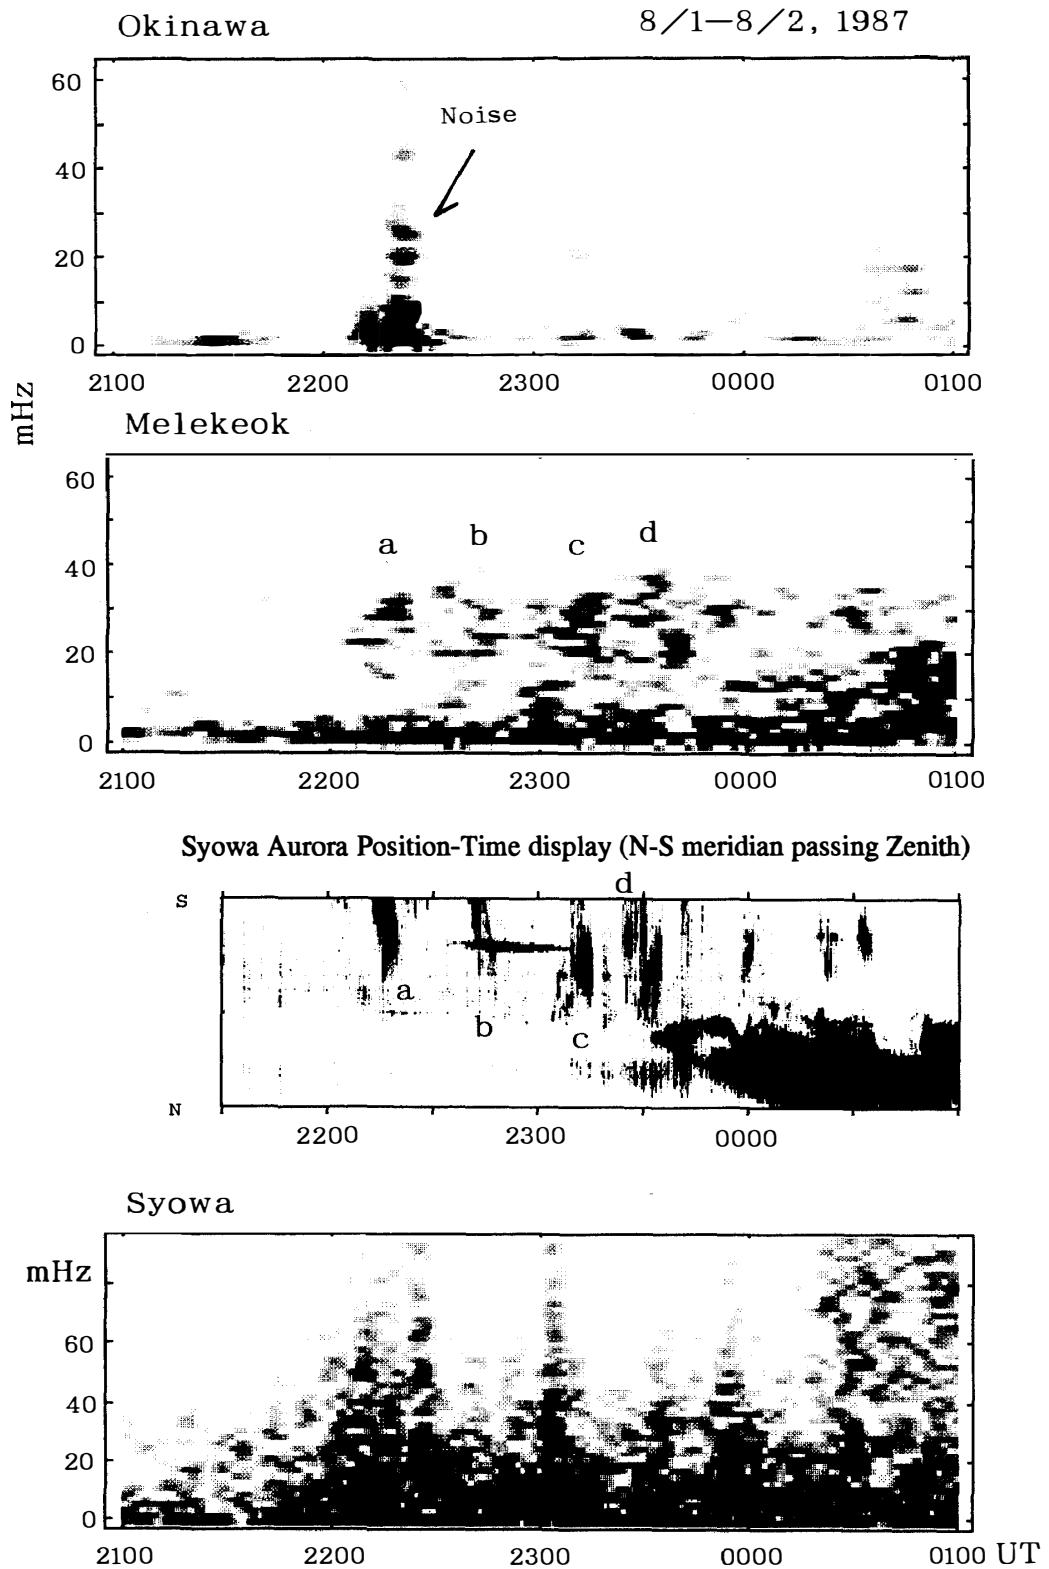 Okinawa 8/1—8/2, 1987
60
Noise
40
20
0
2100 2200 2300 0000 0100
mHz
Melekeok
60
a b c d
40
20
0
2100 2200 2300 0000 0100
Syowa Aurora Position-Time display (N-S meridian passing Zenith)
d
S
a
b
c
N
2200 2300 0000
Syowa
mHz
60
40
20
0
2100 2200 2300 0000 0100 UT